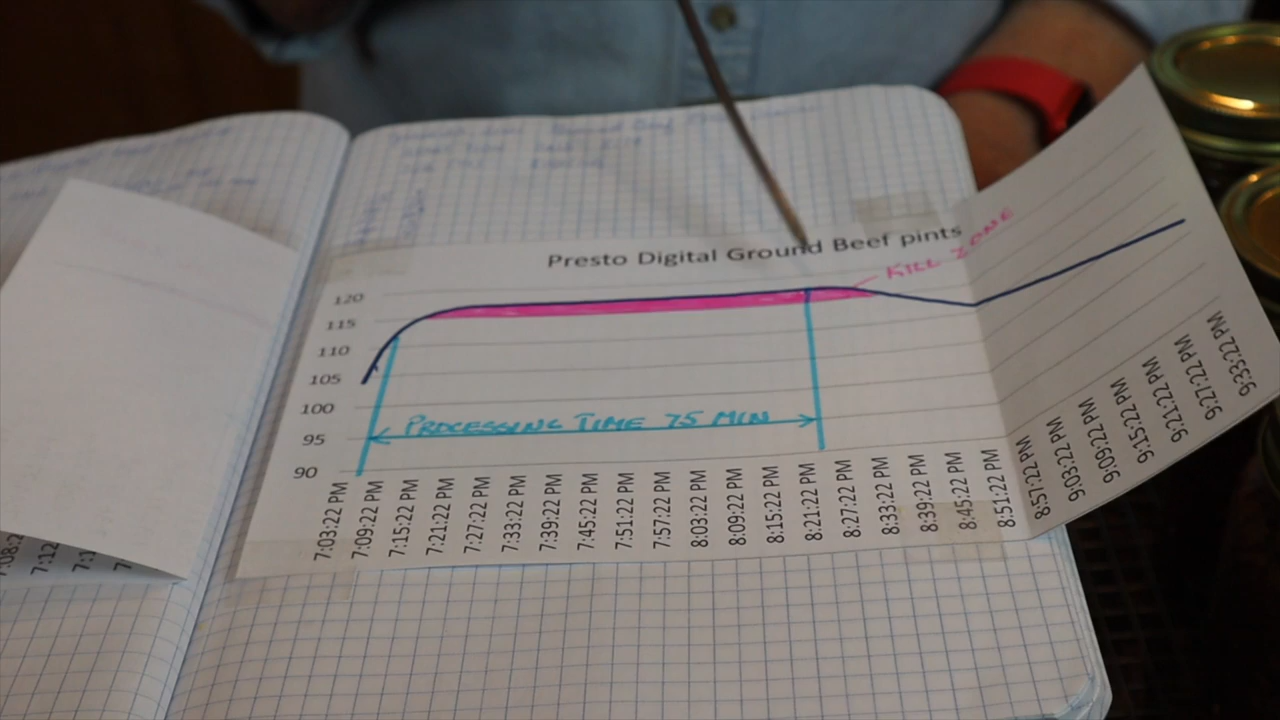 Presto Digital Ground Beef pints
KILL ZONE
120
115
110
105
100
95
90
PROCESSING TIME 75 MIN
7:03:22 PM
7:09:22 PM
7:15:22 PM
7:21:22 PM
7:27:22 PM
7:33:22 PM
7:39:22 PM
7:45:22 PM
7:51:22 PM
7:57:22 PM
8:03:22 PM
8:09:22 PM
8:15:22 PM
8:21:22 PM
8:27:22 PM
8:33:22 PM
8:39:22 PM
8:45:22 PM
8:51:22 PM
8:57:22 PM
9:03:22 PM
9:09:22 PM
9:15:22 PM
9:21:22 PM
9:27:22 PM
9:33:22 PM